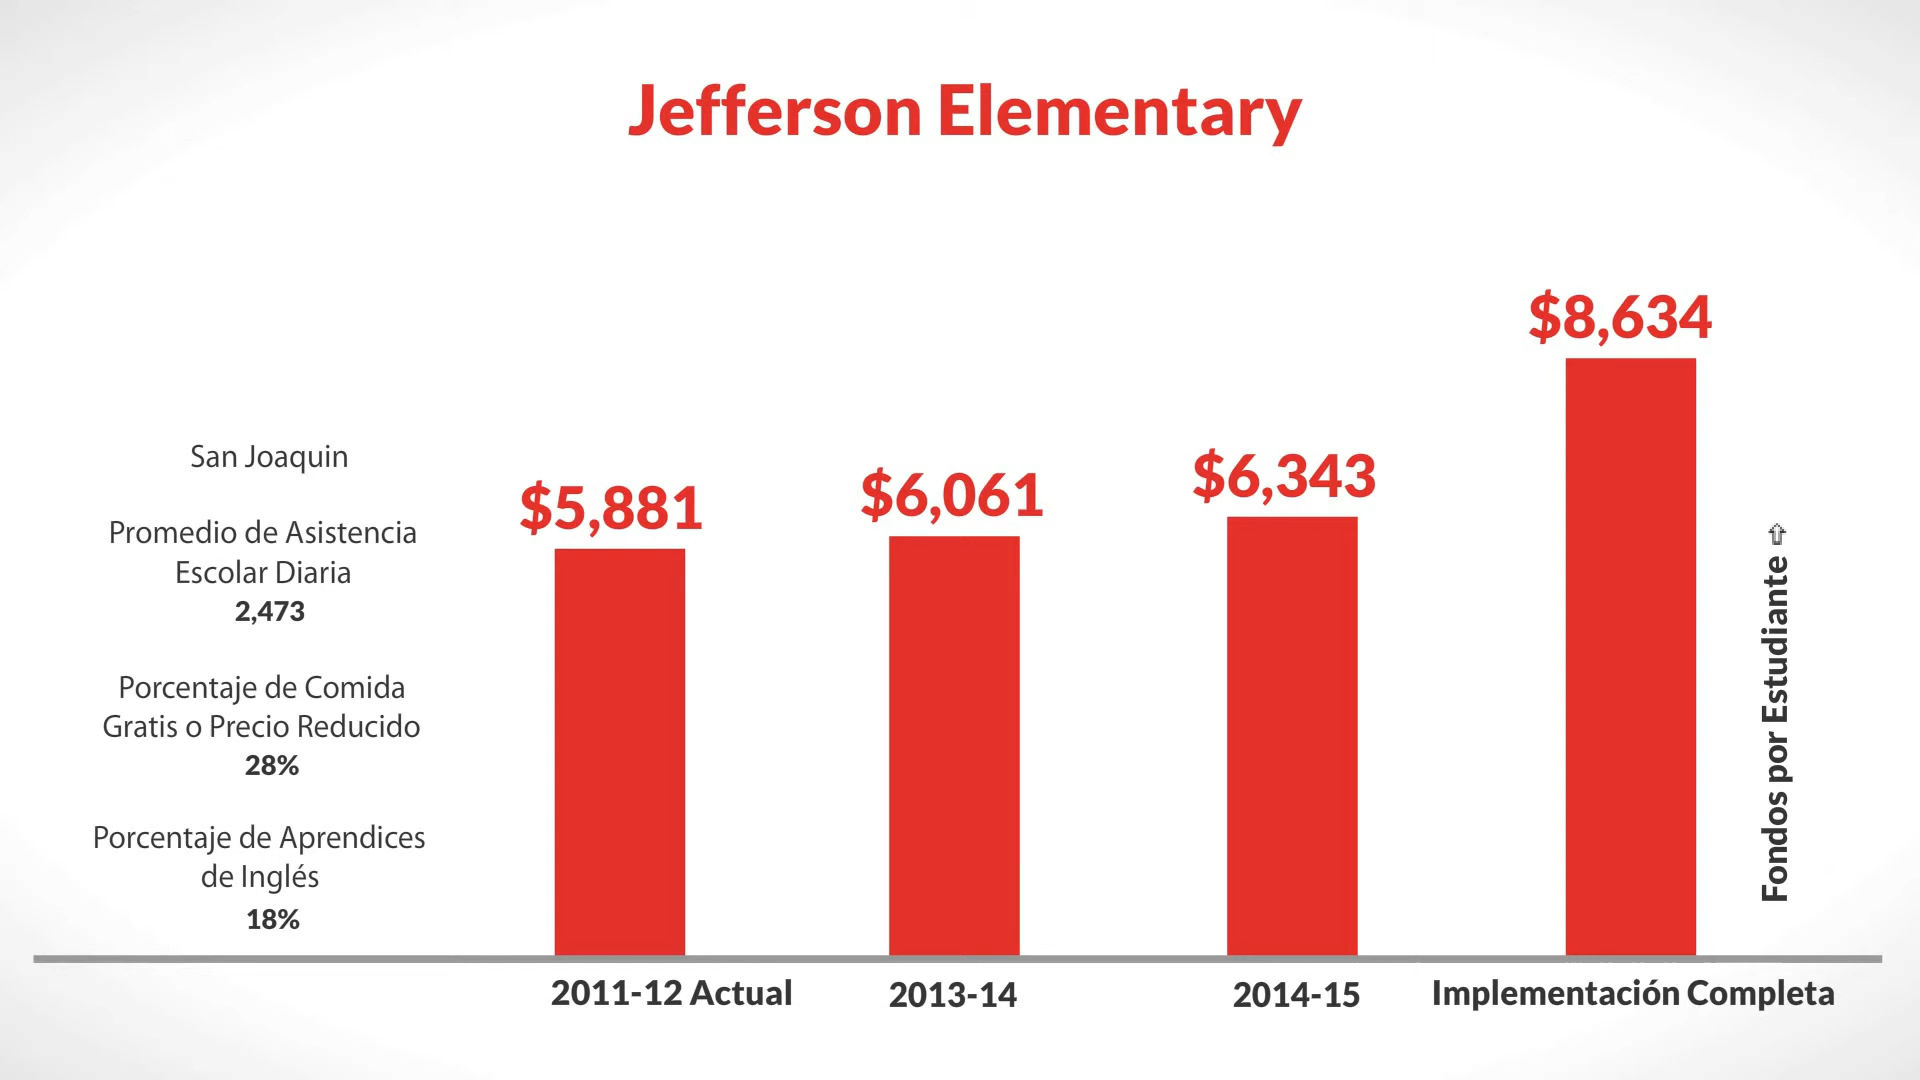 Jefferson Elementary
San Joaquin
Promedio de Asistencia
Escolar Diaria
2,473
Porcentaje de Comida
Gratis o Precio Reducido
28%
Porcentaje de Aprendices
de Inglés
18%
$5,881
$6,061
$6,343
$8,634
2011-12 Actual
2013-14
2014-15
Implementación Completa
Fondos por Estudiante ⇧